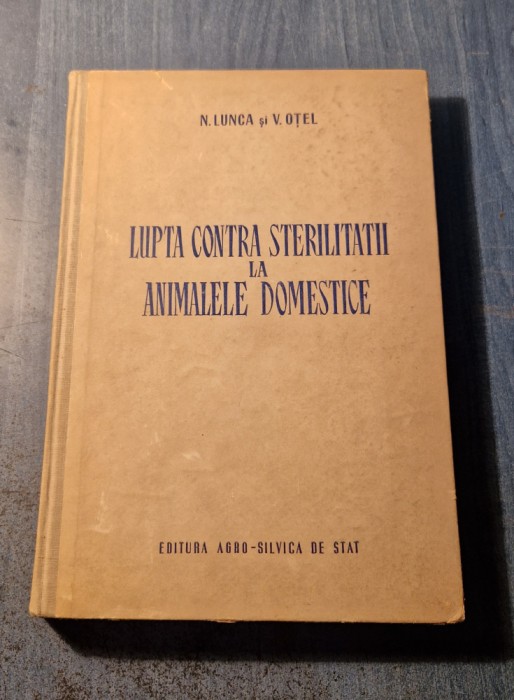 N. LUNCA și V. OȚEL
LUPTA CONTRA STERILITATII
LA
ANIMALELE DOMESTICE
EDITURA AGRO-SILVICA DE STAT